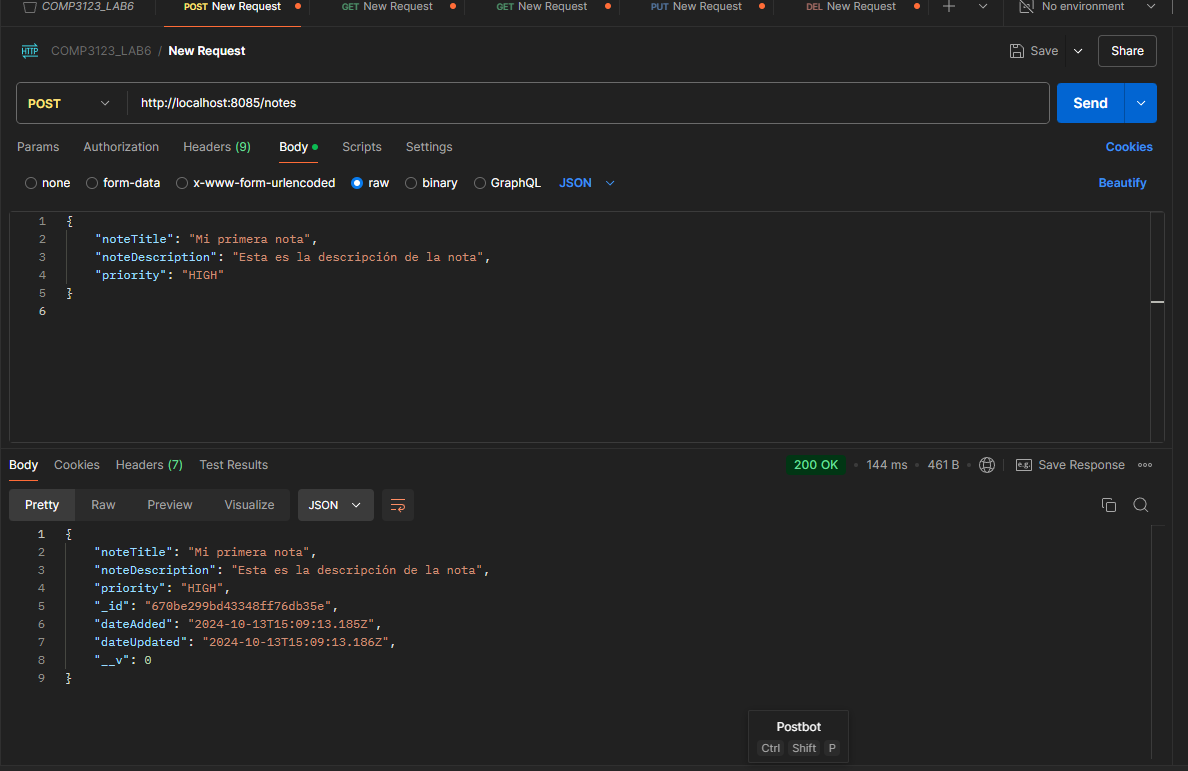 COMP3123_LAB6 POST New Request GET New Request GET New Request PUT New Request DEL New Request No environment
HTTP COMP3123_LAB6 / New Request Save Share
POST http://localhost:8085/notes Send
Params Authorization Headers (9) Body Scripts Settings Cookies
none form-data x-www-form-urlencoded raw binary GraphQL JSON Beautify
1 {
2 "noteTitle": "Mi primera nota",
3 "noteDescription": "Esta es la descripción de la nota",
4 "priority": "HIGH"
5 }
6
Body Cookies Headers (7) Test Results 200 OK 144 ms 461 B e.g. Save Response
Pretty Raw Preview Visualize JSON
1 {
2 "noteTitle": "Mi primera nota",
3 "noteDescription": "Esta es la descripción de la nota",
4 "priority": "HIGH",
5 "_id": "670be299bd43348ff76db35e",
6 "dateAdded": "2024-10-13T15:09:13.185Z",
7 "dateUpdated": "2024-10-13T15:09:13.186Z",
8 "__v": 0
9 }
Postbot
Ctrl Shift P